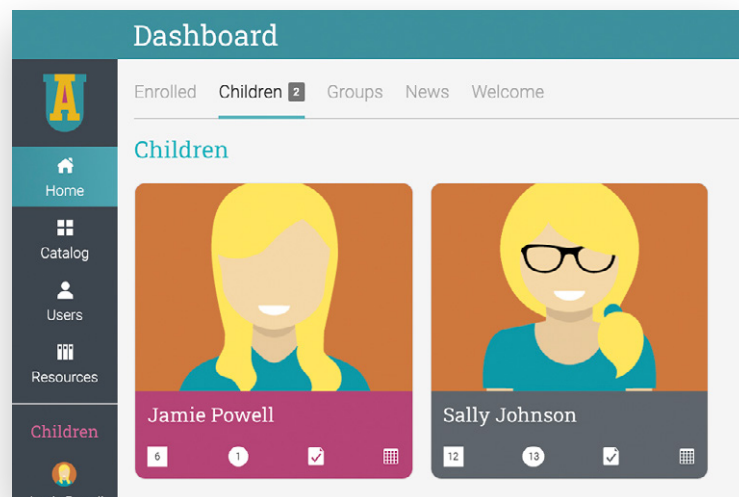 Dashboard
A
Enrolled Children 2 Groups News Welcome
Children
Home
Catalog
Users
Resources
Children
Jamie Powell
6 1
Sally Johnson
12 13